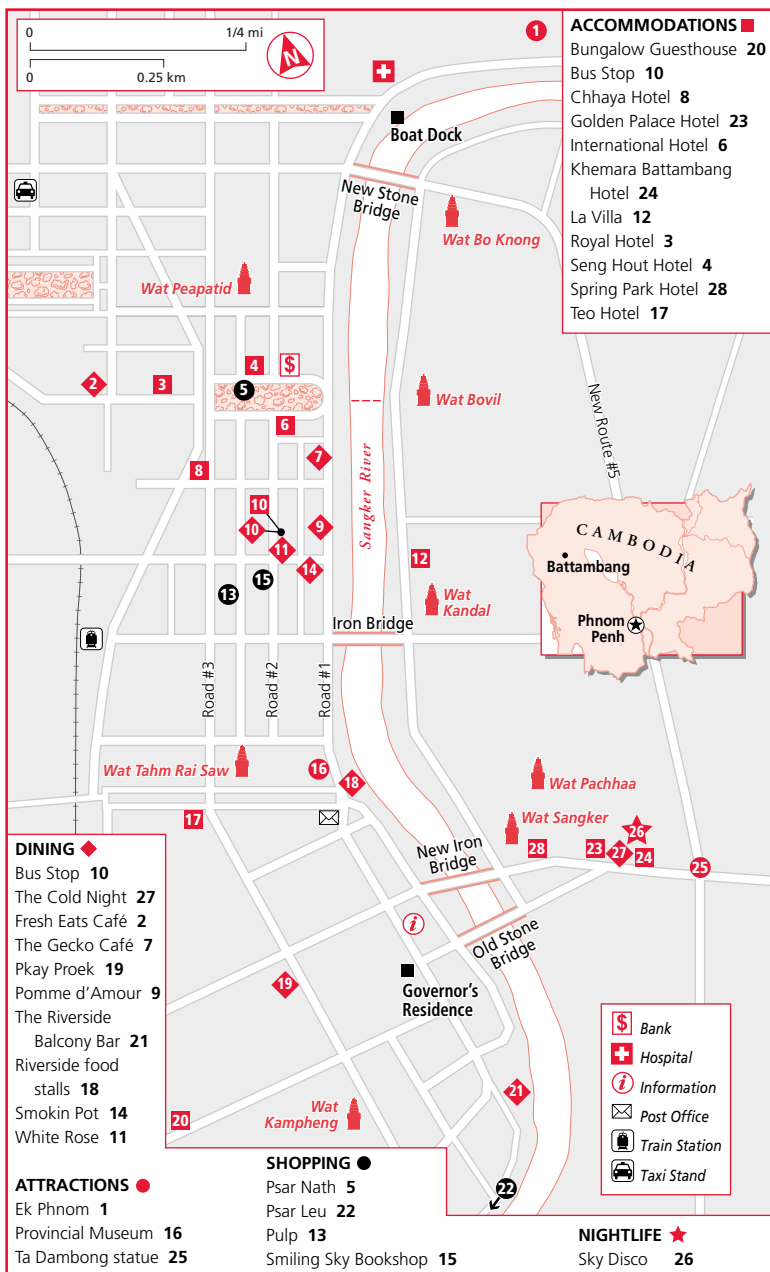 0 1/4 mi
0 0.25 km
N
1
ACCOMMODATIONS
Bungalow Guesthouse 20
Bus Stop 10
Chhaya Hotel 8
Golden Palace Hotel 23
International Hotel 6
Khemara Battambang
Hotel 24
La Villa 12
Royal Hotel 3
Seng Hout Hotel 4
Spring Park Hotel 28
Teo Hotel 17
Boat Dock
New Stone
Bridge
Wat Bo Knong
Wat Peapatid
2
3
4
$
5
6
Wat Bovil
New Route #5
7
8
Sangker River
10
10
9
11
12
14
15
13
Wat
Kandal
CAMBODIA
Battambang
Phnom
Penh
Iron Bridge
Road #3
Road #2
Road #1
Wat Tahm Rai Saw
16
18
Wat Pachhaa
17
Wat Sangker
26
28
23
27
24
25
New Iron
Bridge
Old Stone
Bridge
i
Governor's
Residence
19
21
20
Wat
Kampheng
22
DINING
Bus Stop 10
The Cold Night 27
Fresh Eats Café 2
The Gecko Café 7
Pkay Proek 19
Pomme d'Amour 9
The Riverside
Balcony Bar 21
Riverside food
stalls 18
Smokin Pot 14
White Rose 11
ATTRACTIONS
Ek Phnom 1
Provincial Museum 16
Ta Dambong statue 25
SHOPPING
Psar Nath 5
Psar Leu 22
Pulp 13
Smiling Sky Bookshop 15
$ Bank
Hospital
i Information
Post Office
Train Station
Taxi Stand
NIGHTLIFE
Sky Disco 26